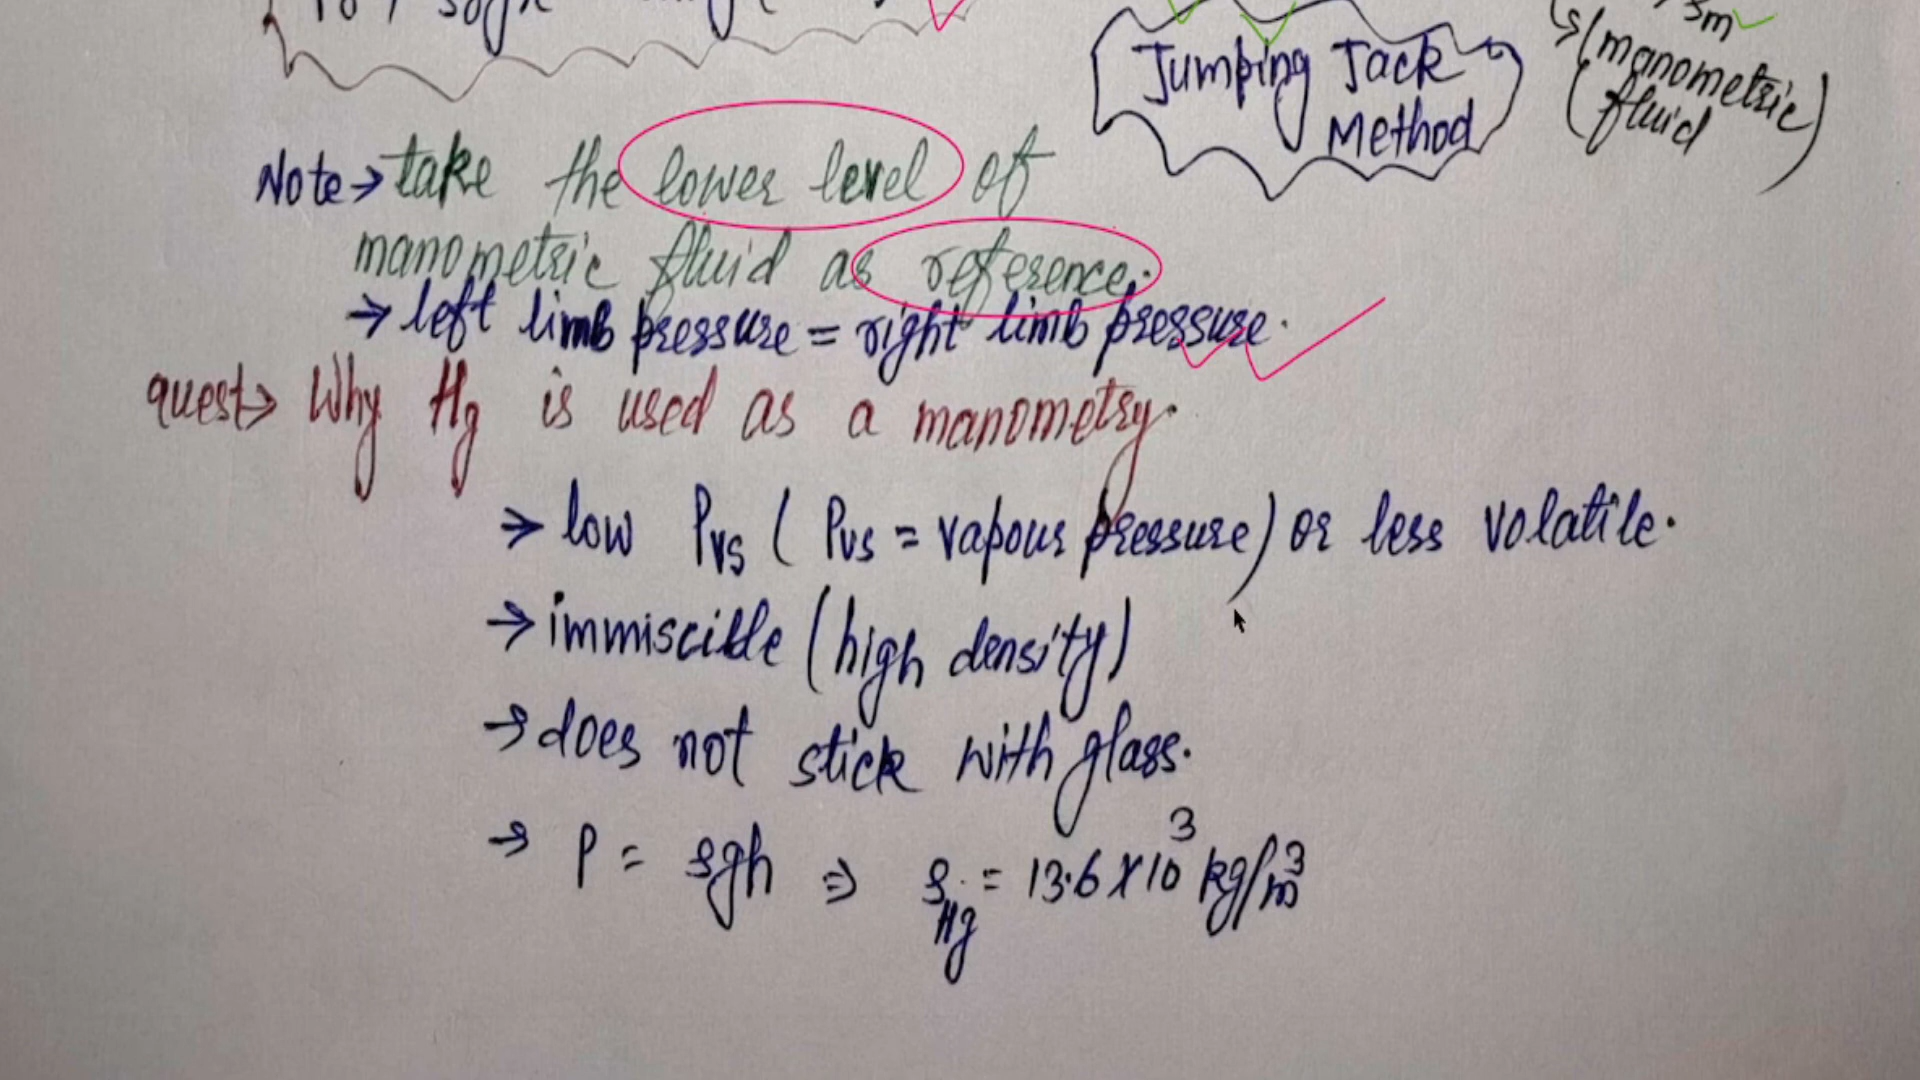 Jumping Jack
Method
3m
(manometric
fluid)
Note→ take the lower level of
manometric fluid as reference.
→ left limb pressure = right limb pressure.
quest→ Why Hg is used as a manometry.
→ low Pvs ( Pvs = vapour pressure) or less volatile.
→ immiscible (high density)
→ does not stick with glass.
→ P = ρgh ⇒ ρHg = 13.6 x 10³ kg/m³